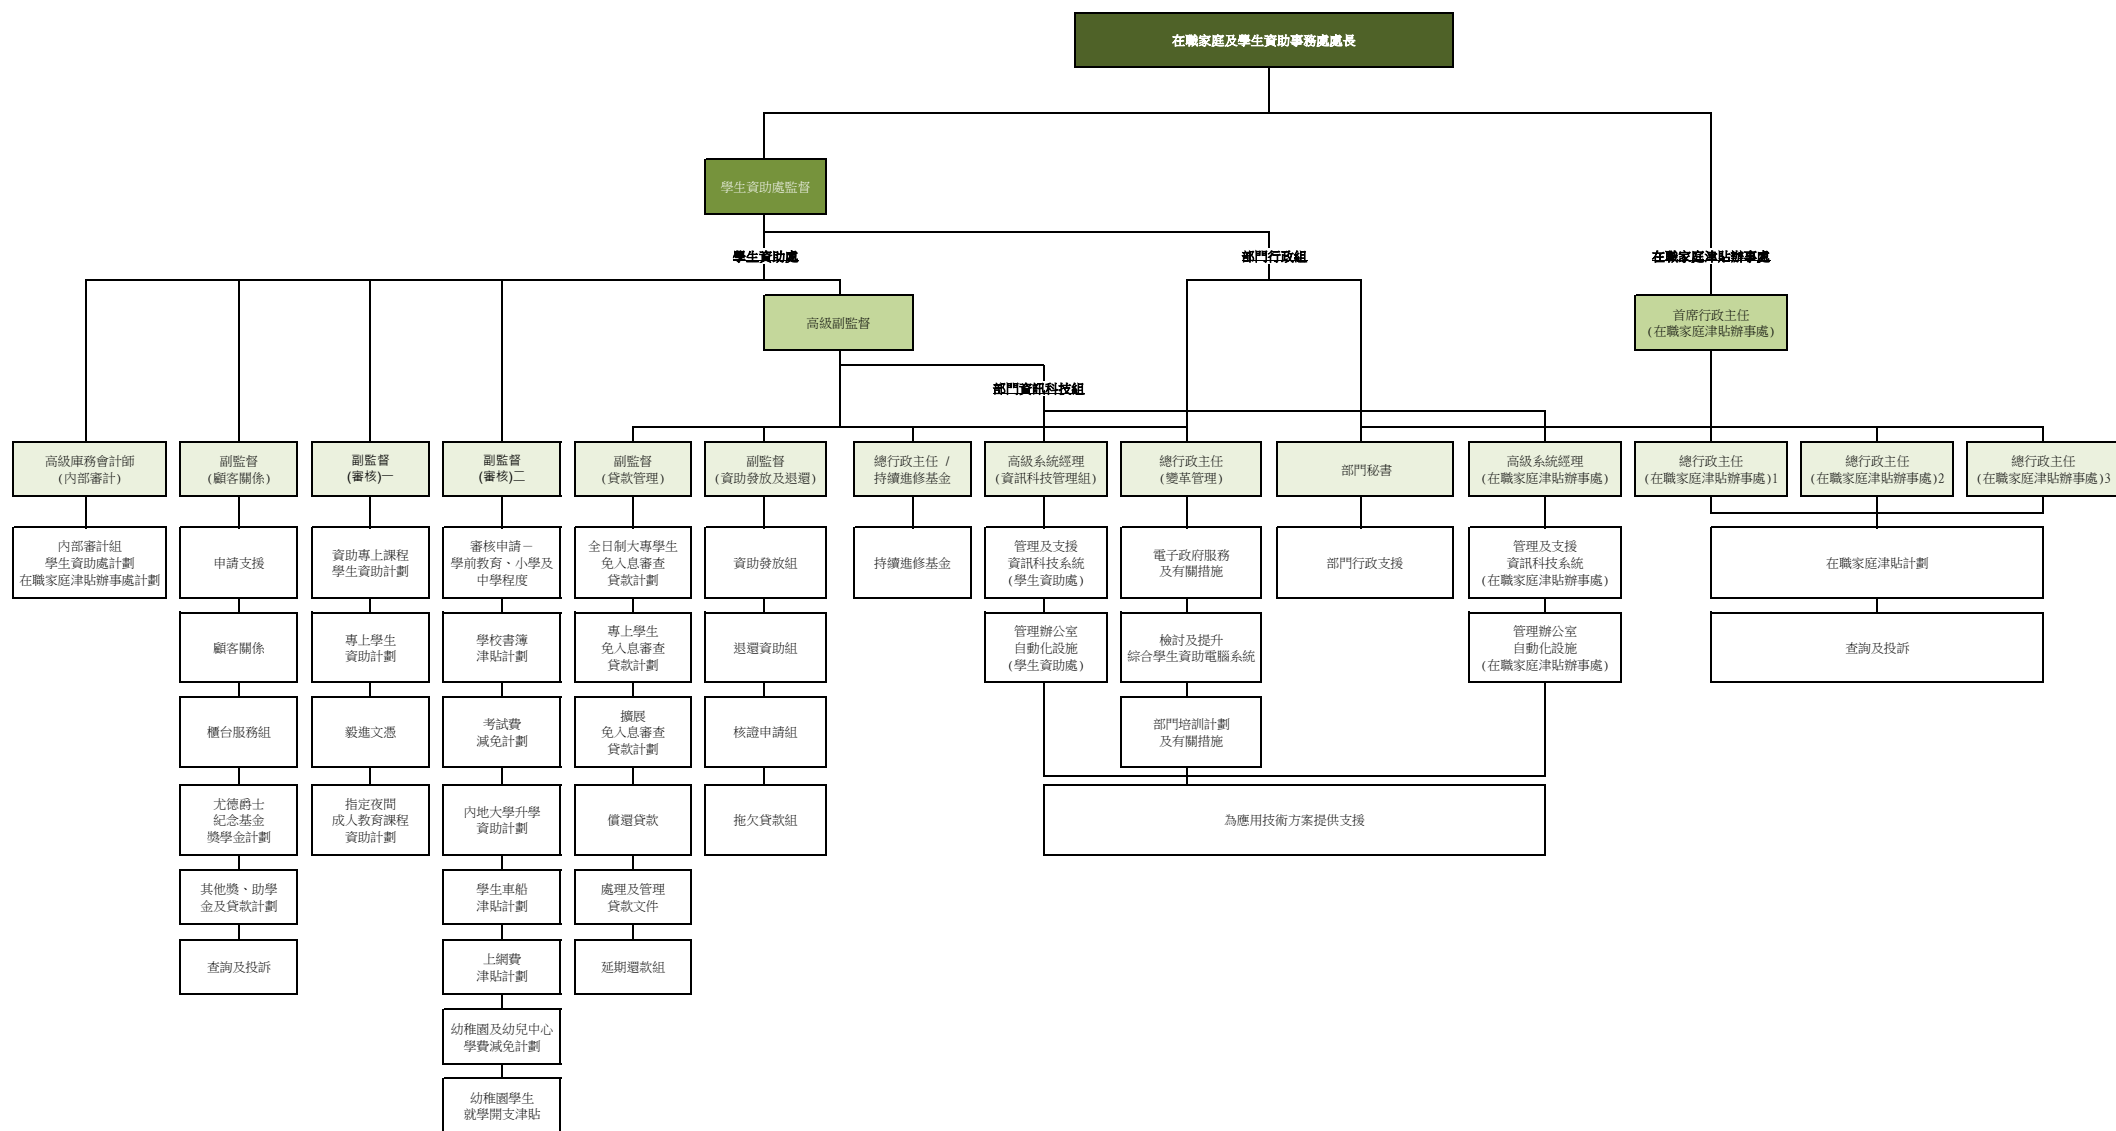 在職家庭及學生資助事務處處長
學生資助處監督
學生資助處
部門行政組
在職家庭津貼辦事處
高級副監督
首席行政主任
(在職家庭津貼辦事處)
部門資訊科技組
高級庫務會計師
(內部審計)
副監督
(顧客關係)
副監督
(審核)一
副監督
(審核)二
副監督
(貸款管理)
副監督
(資助發放及退還)
總行政主任 /
持續進修基金
高級系統經理
(資訊科技管理組)
總行政主任
(變革管理)
部門秘書
高級系統經理
(在職家庭津貼辦事處)
總行政主任
(在職家庭津貼辦事處)1
總行政主任
(在職家庭津貼辦事處)2
總行政主任
(在職家庭津貼辦事處)3
內部審計組
學生資助處計劃
在職家庭津貼辦事處計劃
申請支援
顧客關係
櫃台服務組
尤德爵士
紀念基金
獎學金計劃
其他獎、助學
金及貸款計劃
查詢及投訴
資助專上課程
學生資助計劃
專上學生
資助計劃
毅進文憑
指定夜間
成人教育課程
資助計劃
審核申請－
學前教育、小學及
中學程度
學校書簿
津貼計劃
考試費
減免計劃
內地大學升學
資助計劃
學生車船
津貼計劃
上網費
津貼計劃
幼稚園及幼兒中心
學費減免計劃
幼稚園學生
就學開支津貼
全日制大專學生
免入息審查
貸款計劃
專上學生
免入息審查
貸款計劃
擴展
免入息審查
貸款計劃
償還貸款
處理及管理
貸款文件
延期還款組
資助發放組
退還資助組
核證申請組
拖欠貸款組
持續進修基金
管理及支援
資訊科技系統
(學生資助處)
管理辦公室
自動化設施
(學生資助處)
電子政府服務
及有關措施
檢討及提升
綜合學生資助電腦系統
部門培訓計劃
及有關措施
部門行政支援
管理及支援
資訊科技系統
(在職家庭津貼辦事處)
管理辦公室
自動化設施
(在職家庭津貼辦事處)
為應用技術方案提供支援
在職家庭津貼計劃
查詢及投訴